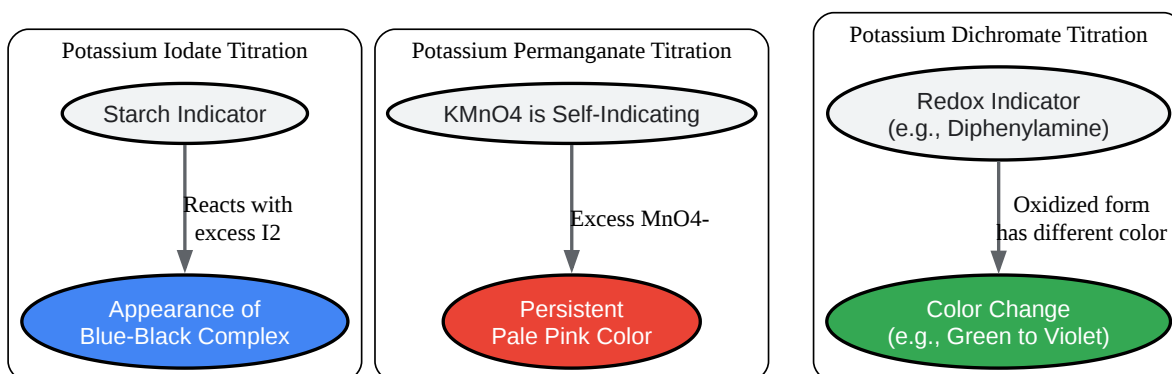 Potassium Iodate Titration
Starch Indicator
Reacts with
excess I2
Appearance of
Blue-Black Complex
Potassium Permanganate Titration
KMnO4 is Self-Indicating
Excess MnO4-
Persistent
Pale Pink Color
Potassium Dichromate Titration
Redox Indicator
(e.g., Diphenylamine)
Oxidized form
has different color
Color Change
(e.g., Green to Violet)